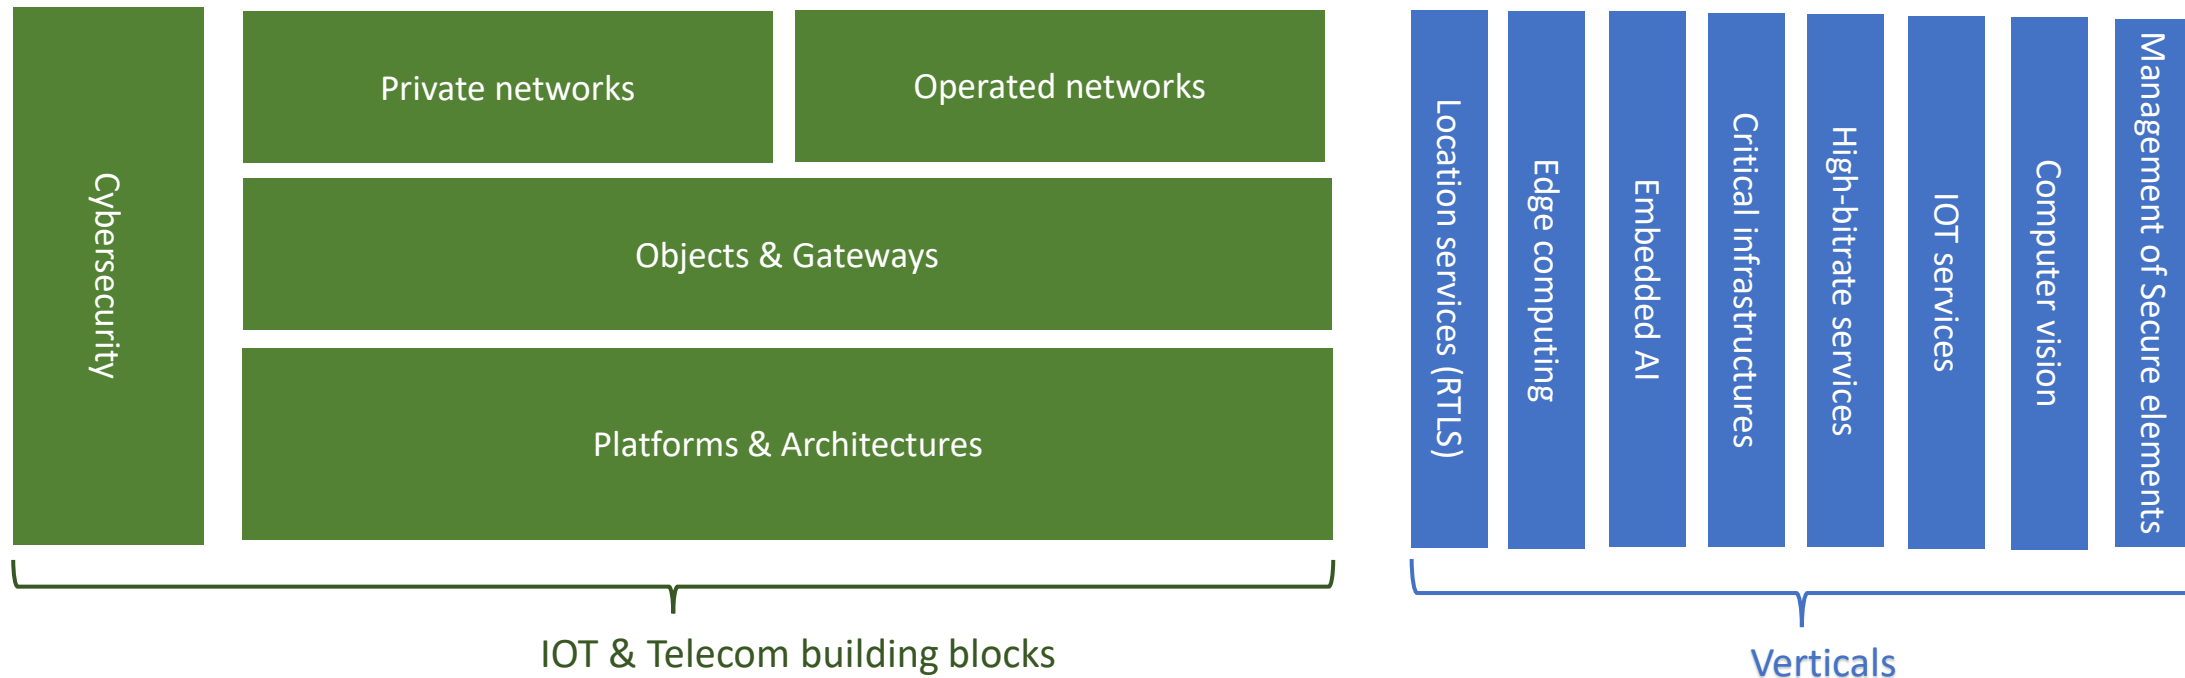 Cybersecurity
Private networks
Operated networks
Objects & Gateways
Platforms & Architectures
IOT & Telecom building blocks
Location services (RTLS)
Edge computing
Embedded AI
Critical infrastructures
High-bitrate services
IOT services
Computer vision
Management of Secure elements
Verticals